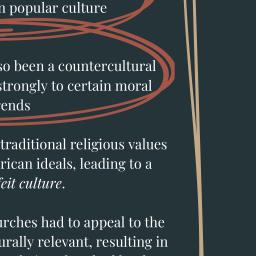 n popular culture
so been a countercultural
strongly to certain moral
rends
traditional religious values
rican ideals, leading to a
feit culture.
urches had to appeal to the
urally relevant, resulting in